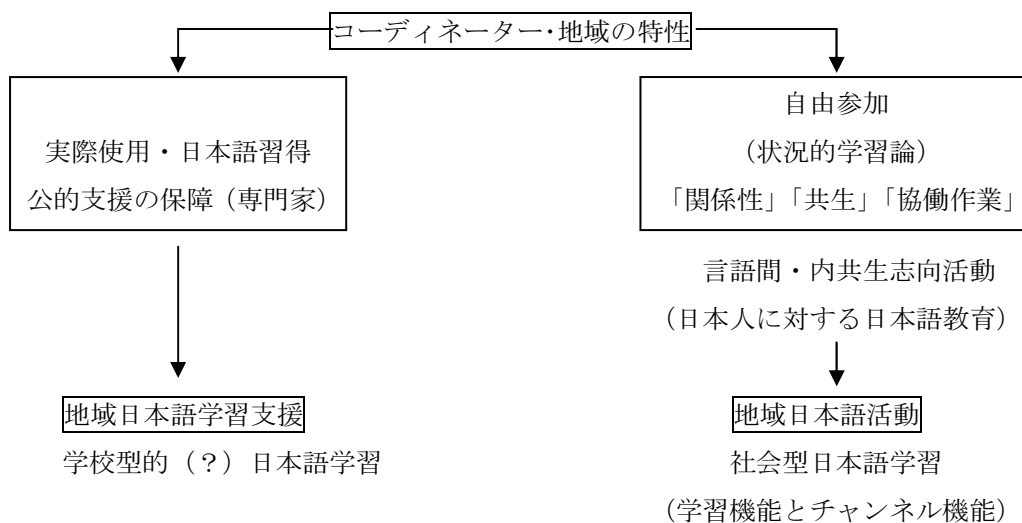 コーディネーター･地域の特性
実際使用・日本語習得
公的支援の保障（専門家）
自由参加
（状況的学習論）
「関係性」「共生」「協働作業」
言語間・内共生志向活動
（日本人に対する日本語教育）
地域日本語学習支援
学校型的（？）日本語学習
地域日本語活動
社会型日本語学習
（学習機能とチャンネル機能）